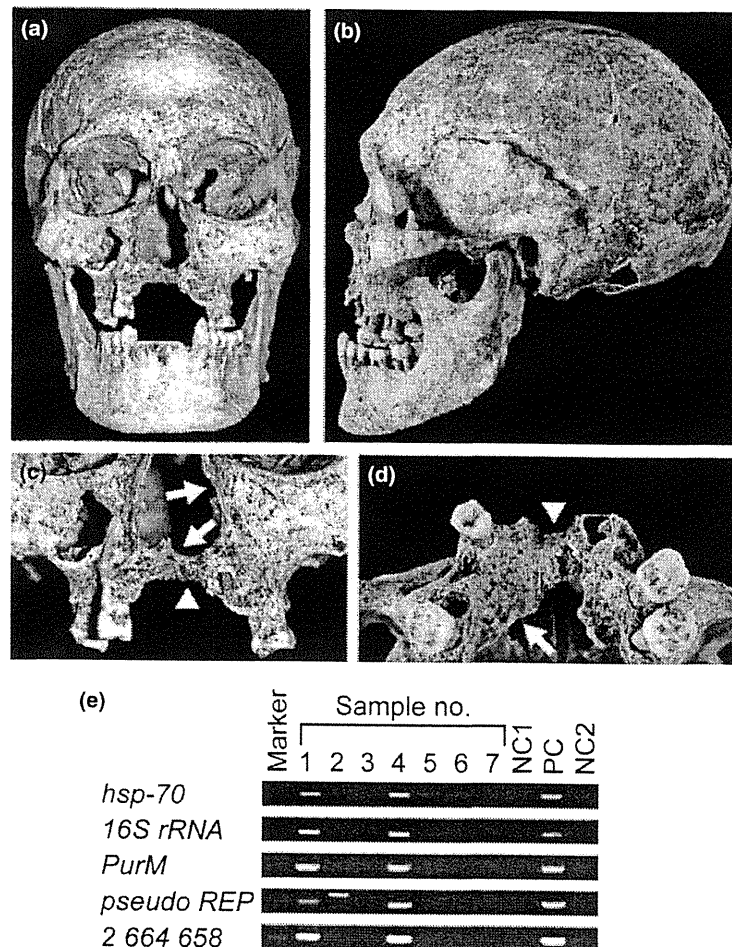 (a)
(b)
(c)
(d)
(e)
Marker
Sample no.
1 2 3 4 5 6 7
NC1
PC
NC2
hsp-70
16S rRNA
PurM
pseudo REP
2 664 658